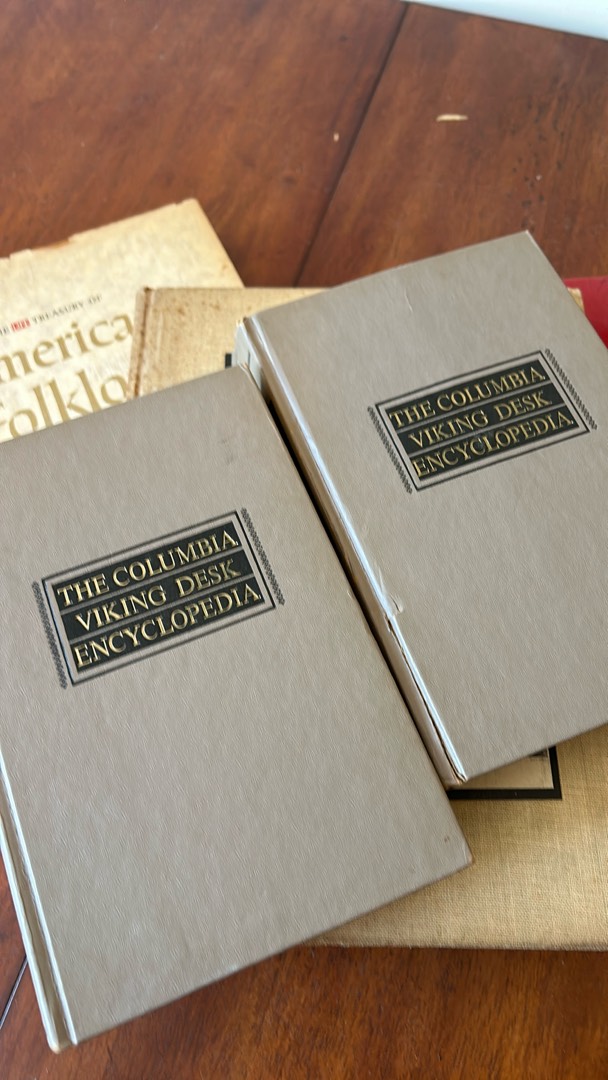 TREASURY OF
merica
olklo
THE COLUMBIA
VIKING DESK
ENCYCLOPEDIA
THE COLUMBIA
VIKING DESK
ENCYCLOPEDIA